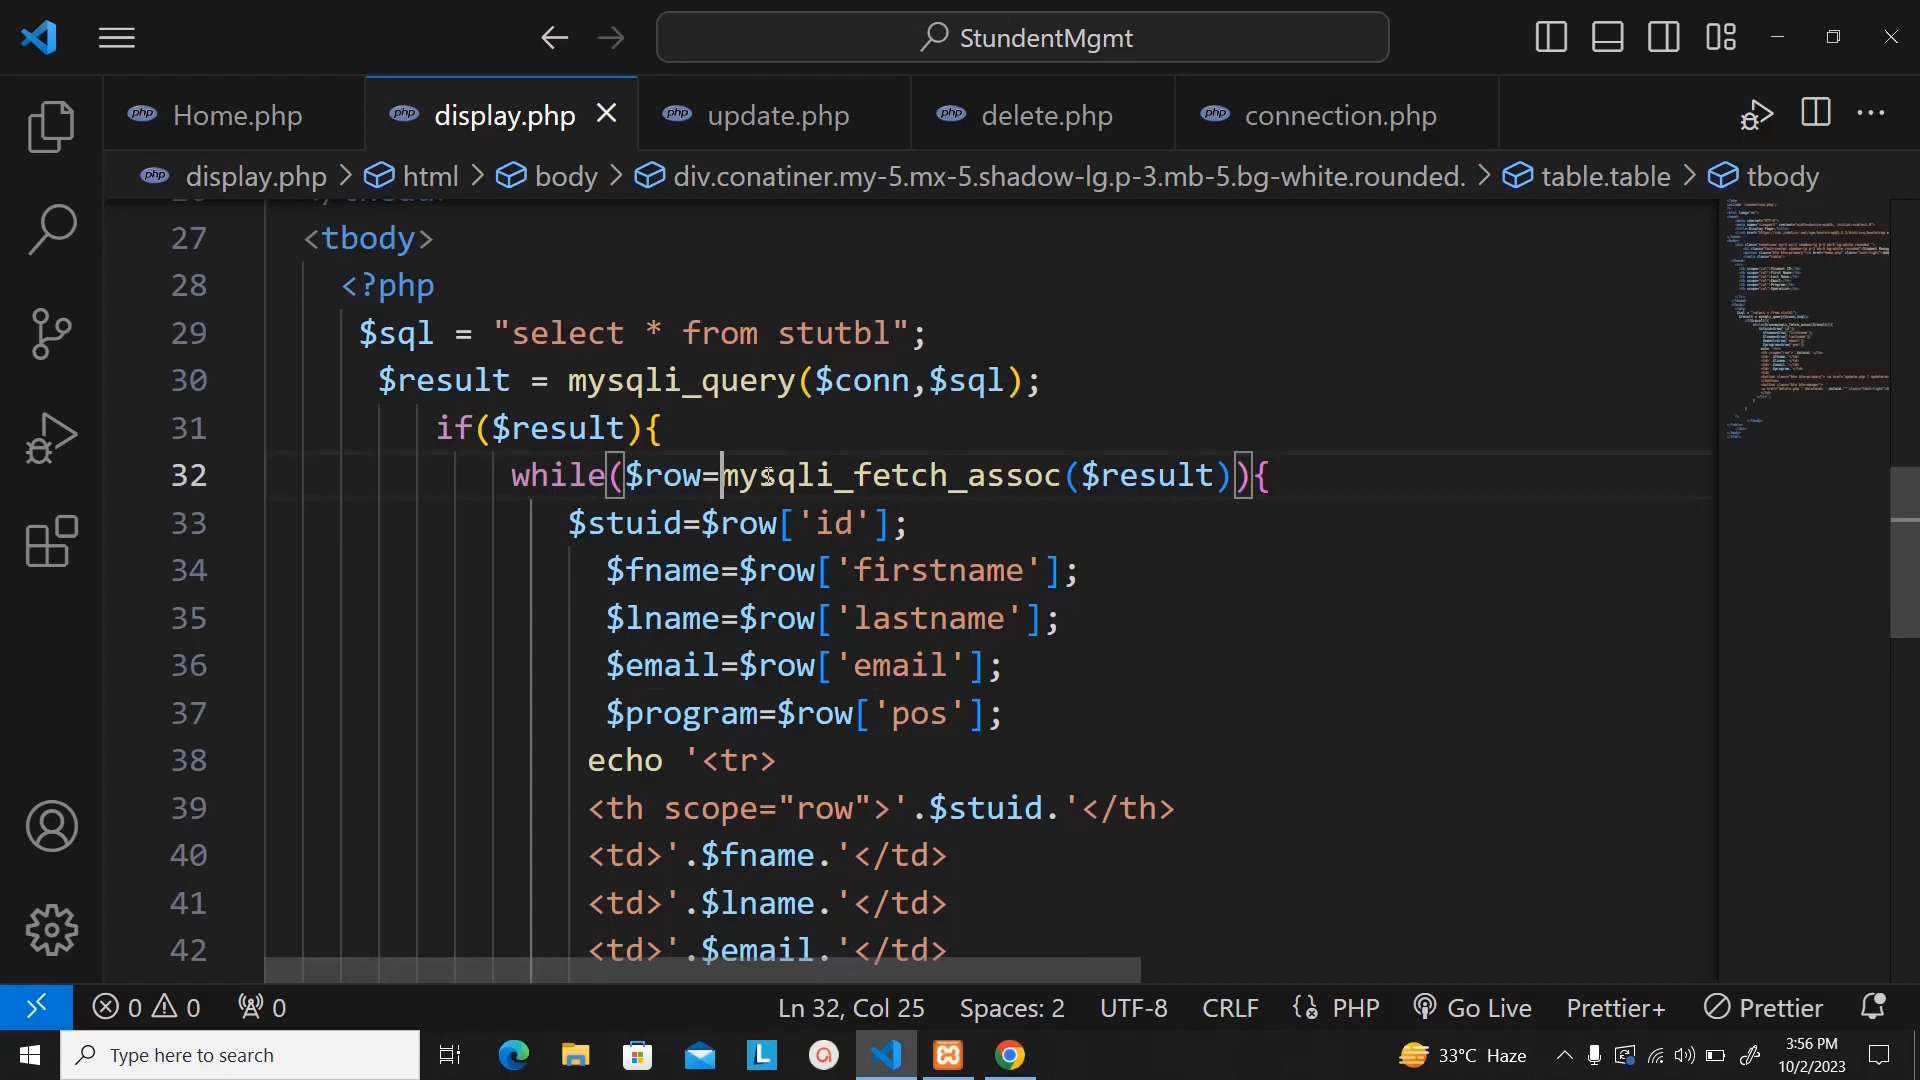 StundentMgmt
php Home.php
php display.php
php update.php
php delete.php
php connection.php
php display.php > html > body > div.conatiner.my-5.mx-5.shadow-lg.p-3.mb-5.bg-white.rounded. > table.table > tbody
27 <tbody>
28 <?php
29 $sql = "select * from stutbl";
30 $result = mysqli_query($conn,$sql);
31 if($result){
32 while($row=mysqli_fetch_assoc($result)){
33 $stuid=$row['id'];
34 $fname=$row['firstname'];
35 $lname=$row['lastname'];
36 $email=$row['email'];
37 $program=$row['pos'];
38 echo '<tr>
39 <th scope="row">'.$stuid.'</th>
40 <td>'.$fname.'</td>
41 <td>'.$lname.'</td>
42 <td>'.$email.'</td>
0 0 0 Ln 32, Col 25 Spaces: 2 UTF-8 CRLF PHP Go Live Prettier+ Prettier
Type here to search
L
33°C Haze
3:56 PM
10/2/2023